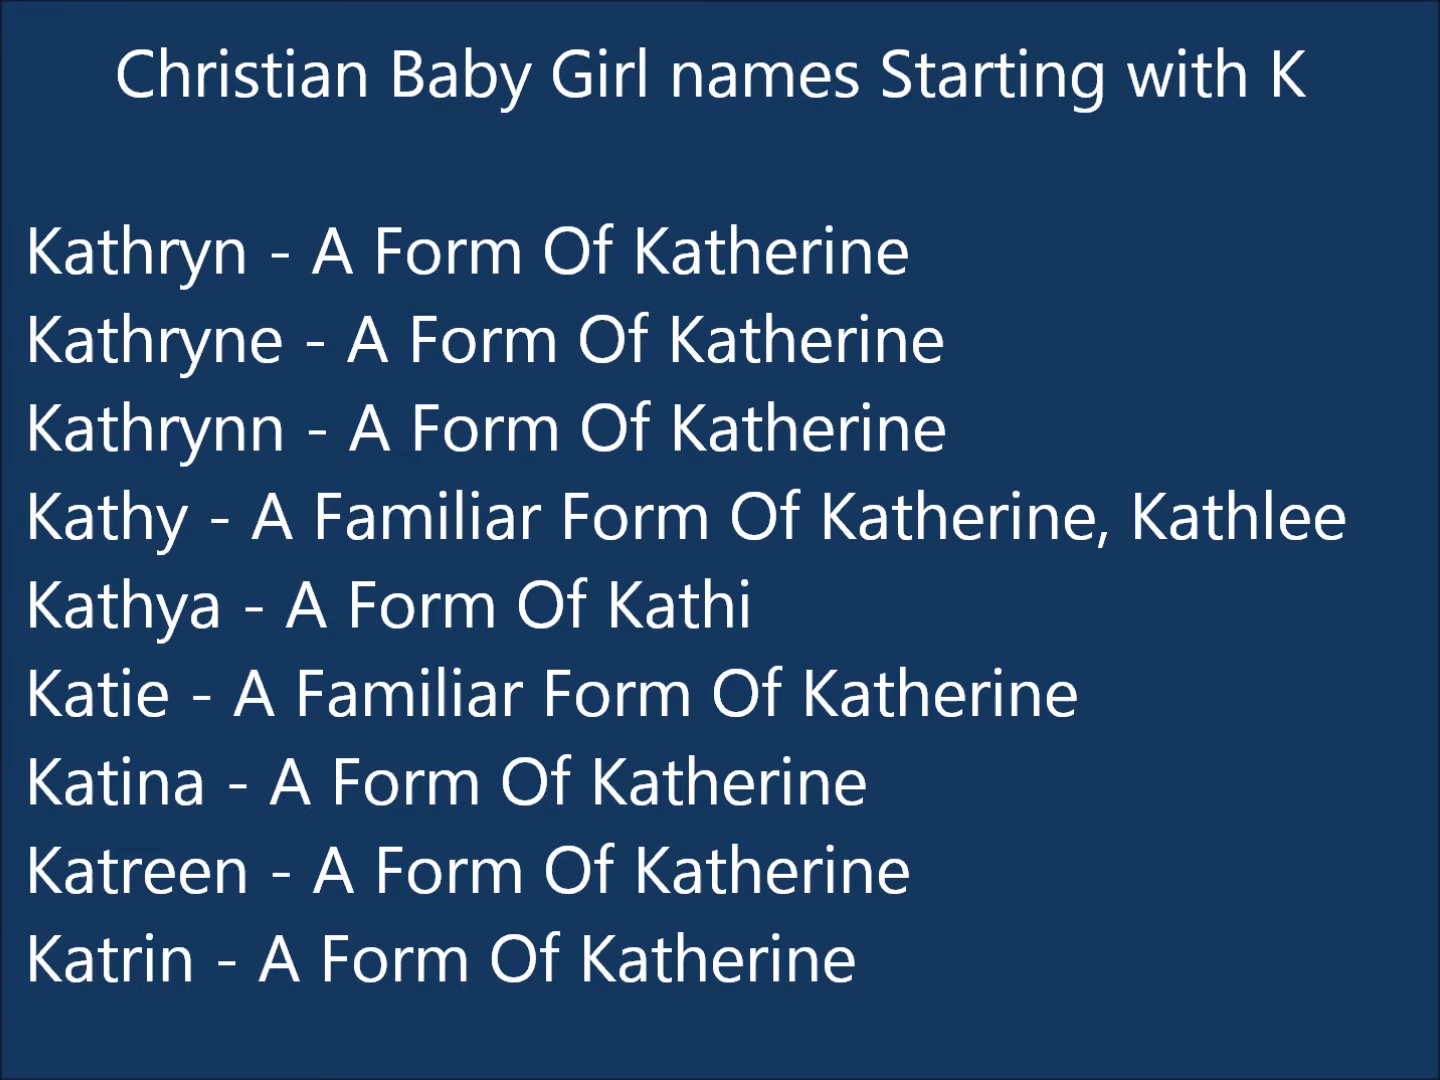 Christian Baby Girl names Starting with K
Kathryn - A Form Of Katherine
Kathryne - A Form Of Katherine
Kathrynn - A Form Of Katherine
Kathy - A Familiar Form Of Katherine, Kathlee
Kathya - A Form Of Kathi
Katie - A Familiar Form Of Katherine
Katina - A Form Of Katherine
Katreen - A Form Of Katherine
Katrin - A Form Of Katherine